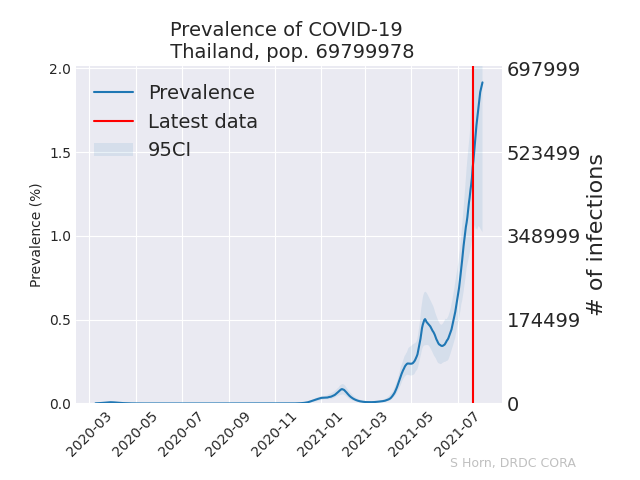 Prevalence of COVID-19
Thailand, pop. 69799978
Prevalence
Latest data
95CI
Prevalence (%)
2.0
1.5
1.0
0.5
0.0
697999
523499
348999
174499
0
# of infections
2020-03
2020-05
2020-07
2020-09
2020-11
2021-01
2021-03
2021-05
2021-07
S Horn, DRDC CORA